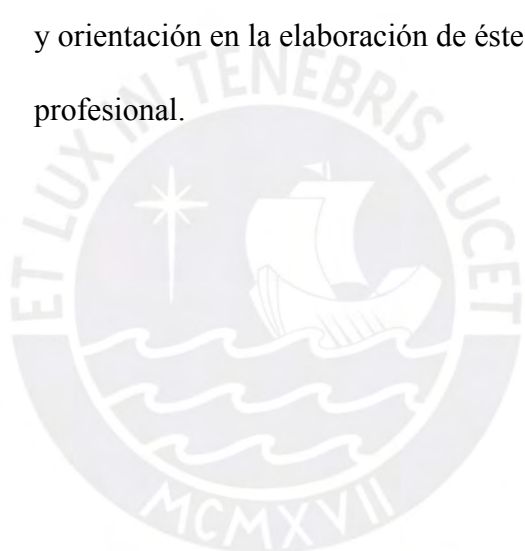 y orientación en la elaboración de éste
profesional.
ET LUX IN TENEBRIS LUCET
MCMXVII